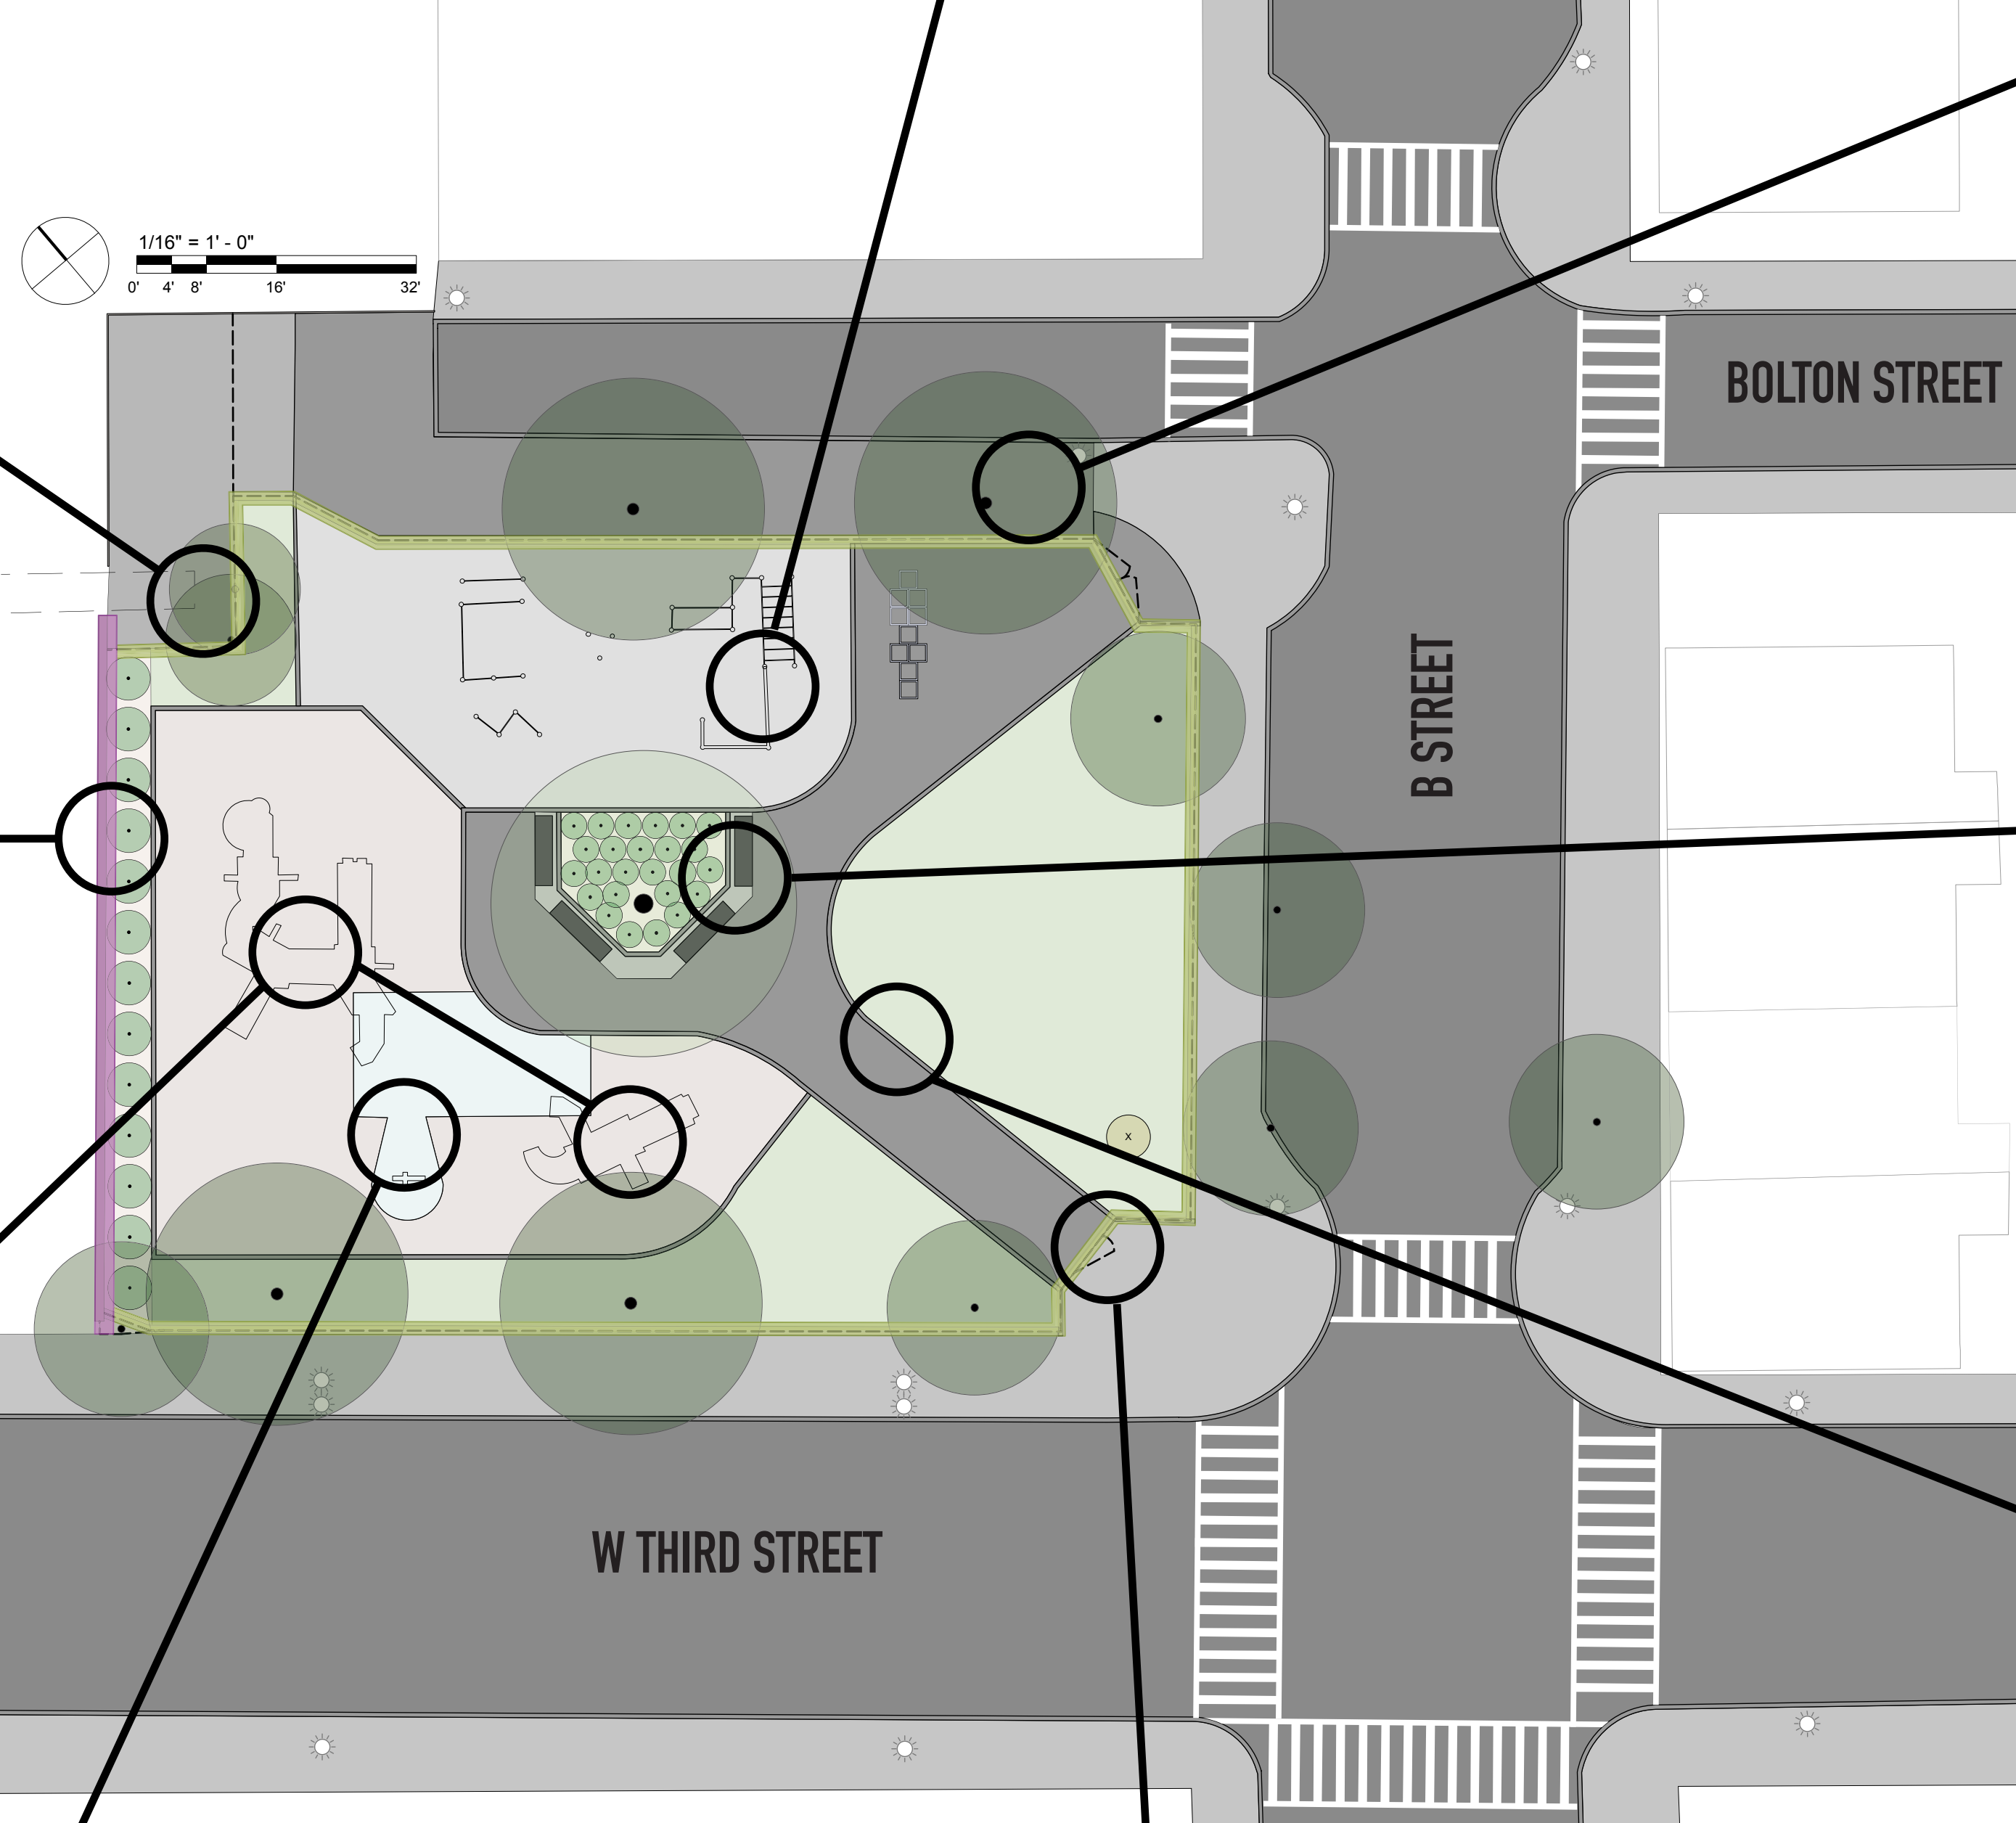 1/16" = 1' - 0"
0' 4' 8' 16' 32'
BOLTON STREET
B STREET
X
W THIRD STREET